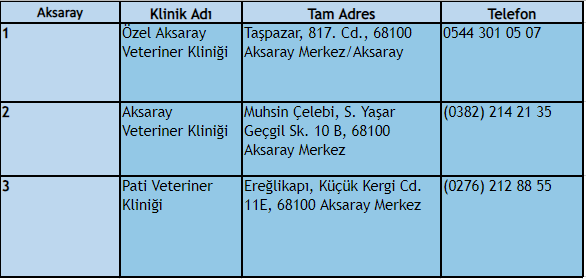 Aksaray Klinik Adı Tam Adres Telefon
1 Özel Aksaray Taşpazar, 817. Cd., 68100 0544 301 05 07
Veteriner Kliniği Aksaray Merkez/Aksaray
2 Aksaray Muhsin Çelebi, S. Yaşar (0382) 214 21 35
Veteriner Kliniği Geçgil Sk. 10 B, 68100
Aksaray Merkez
3 Pati Veteriner Ereğlikapı, Küçük Kergi Cd. (0276) 212 88 55
Kliniği 11E, 68100 Aksaray Merkez